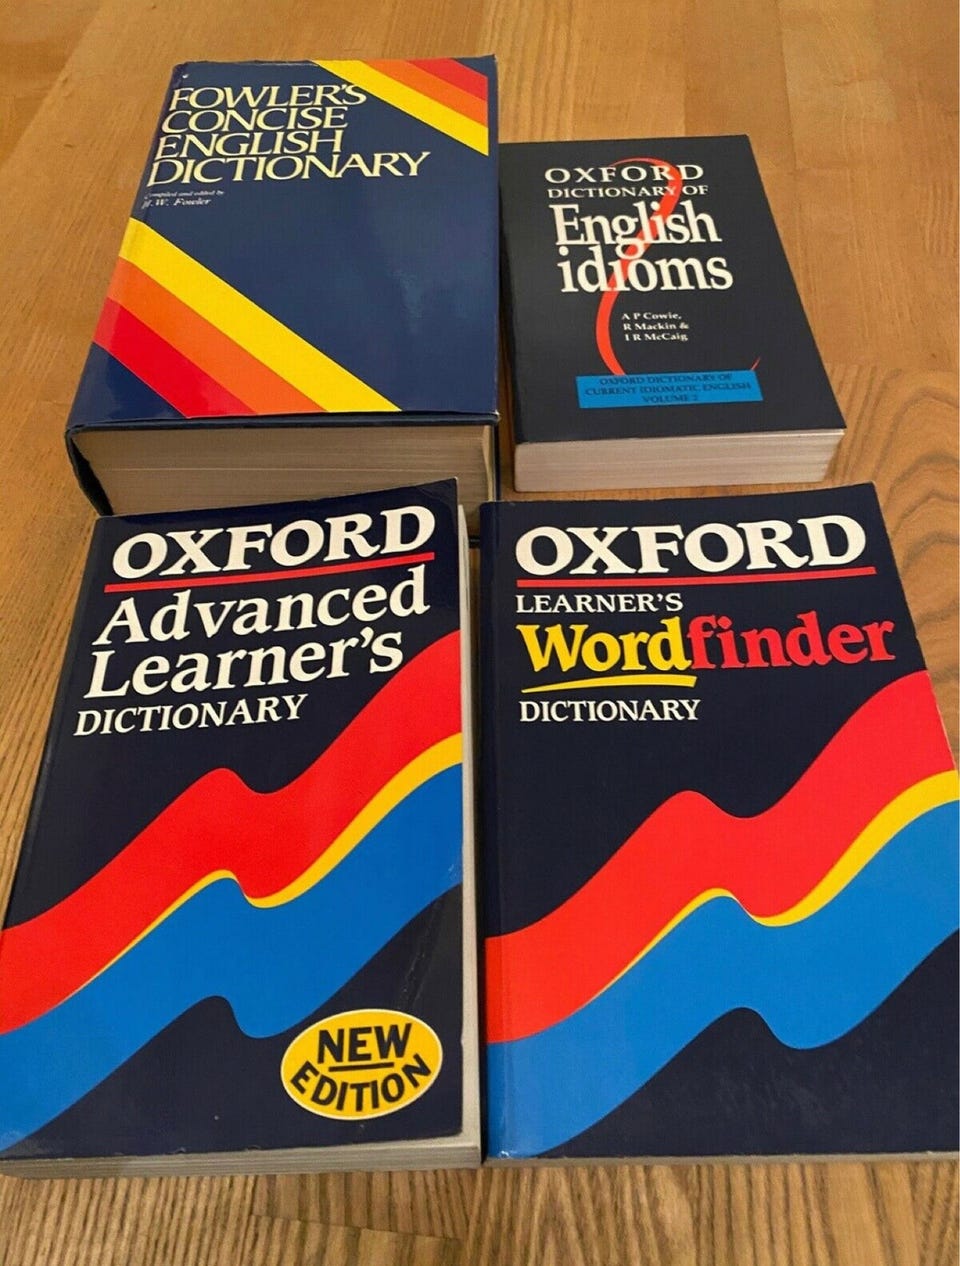 FOWLER'S
CONCISE
ENGLISH
DICTIONARY
Compiled and edited by
H.W. Fowler
OXFORD
DICTIONARY OF
English
idioms
A P Cowie,
R Mackin &
I R McCaig
OXFORD DICTIONARY OF
CURRENT IDIOMATIC ENGLISH
VOLUME 2
OXFORD
Advanced
Learner's
DICTIONARY
NEW
EDITION
OXFORD
LEARNER'S
Wordfinder
DICTIONARY